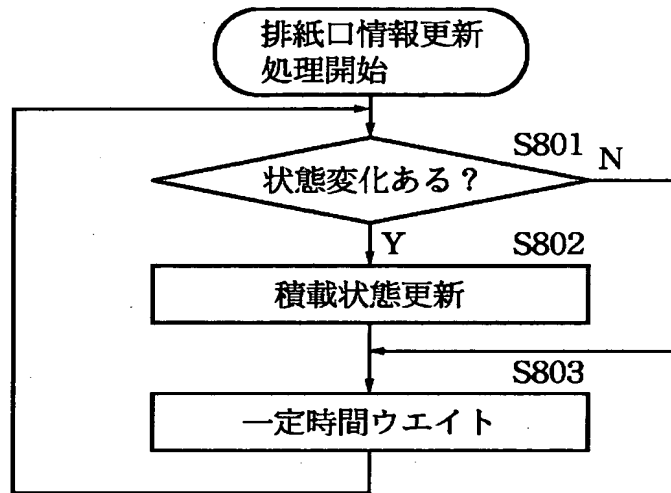 排紙口情報更新
処理開始
S801
N
状態変化ある？
Y
S802
積載状態更新
S803
一定時間ウエイト